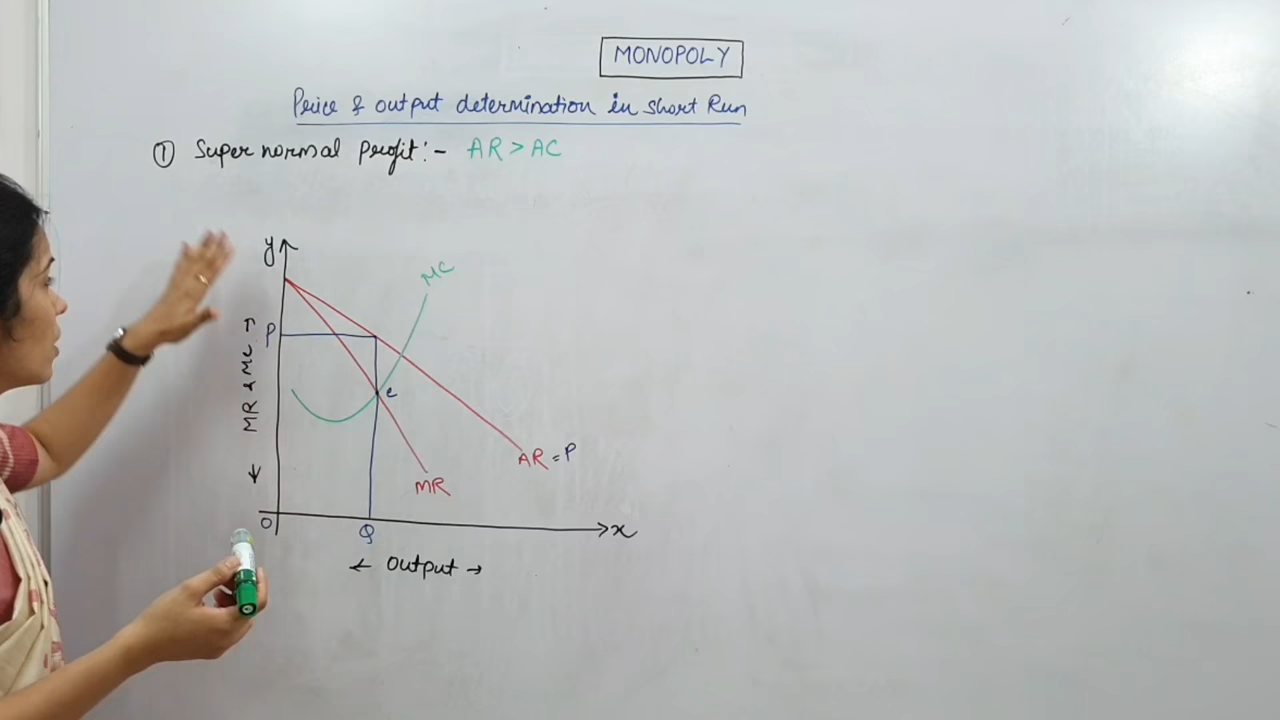 MONOPOLY
Price & output determination in short Run
① Super normal profit:- AR > AC
y
MC
P
MR & MC
e
AR = P
MR
O
Q
x
← output →